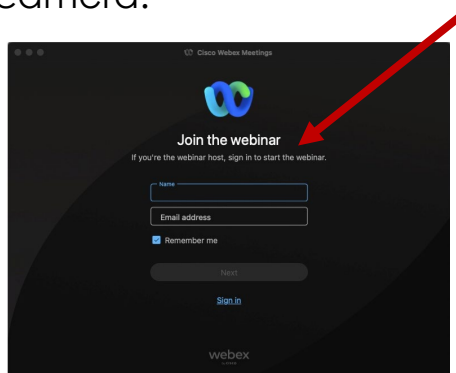 camera.
Cisco Webex Meetings
Join the webinar
If you're the webinar host, sign in to start the webinar.
Name
Email address
Remember me
Next
Sign in
webex